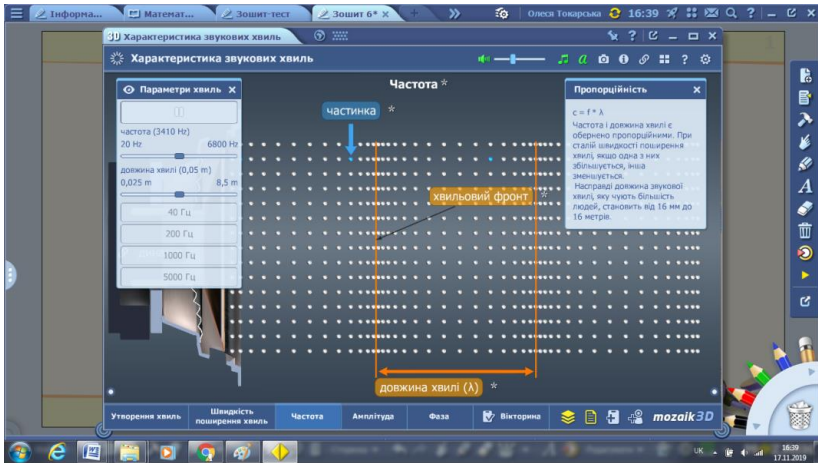 Інформа...
Математ...
Зошит-тест
Зошит 6* X
Олеся Токарська
16:39
3D Характеристика звукових хвиль
Характеристика звукових хвиль
Параметри хвиль X
частота (3410 Hz)
20 Hz 6800 Hz
довжина хвилі (0,05 m)
0,025 m 8,5 m
40 Гц
200 Гц
1000 Гц
5000 Гц
Частота *
частинка *
хвильовий фронт *
довжина хвилі (λ) *
Пропорційність X
c = f * λ
Частота і довжина хвилі є
обернено пропорційними. При
сталій швидкості поширення
хвилі, якщо одна з них
збільшується, інша
зменшується.
Насправді довжина звукової
хвилі, яку чують більшість
людей, становить від 16 мм до
16 метрів.
Утворення хвиль
Швидкість
поширення хвиль
Частота
Амплітуда
Фаза
Вікторина
mozaik3D
UK
16:39
17.11.2019